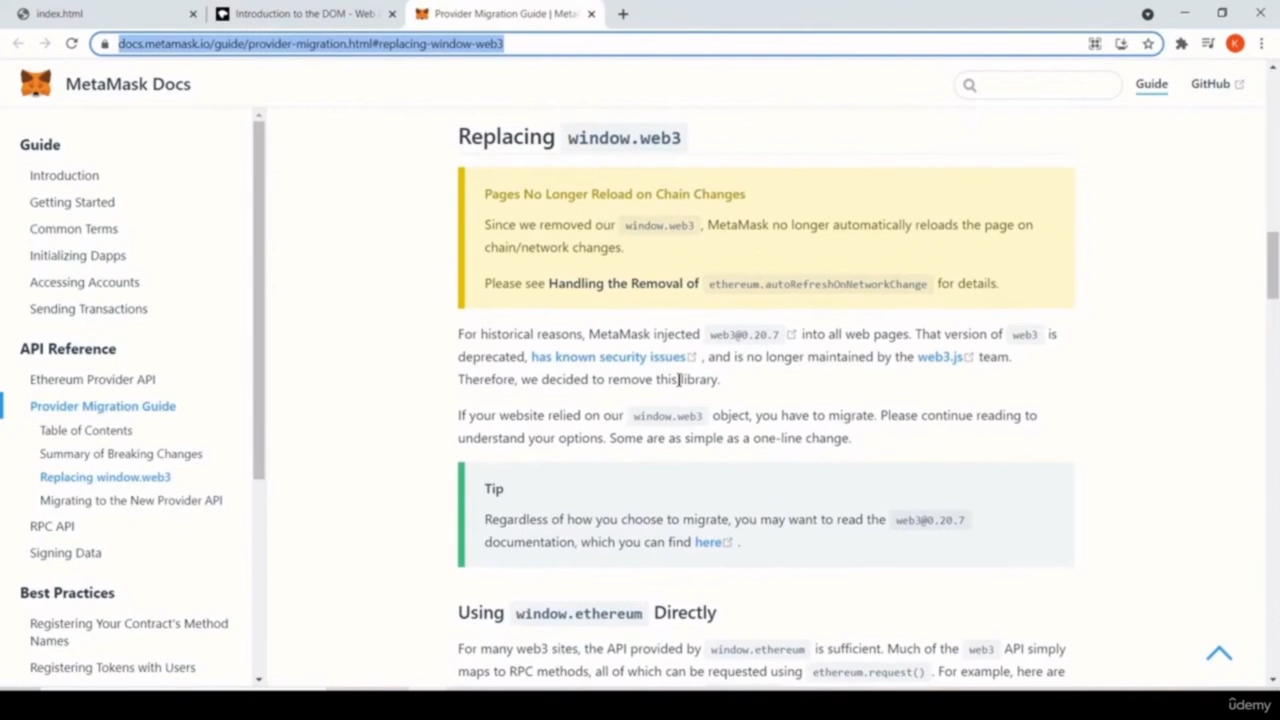 index.html
Introduction to the DOM - Web
Provider Migration Guide | Meta
docs.metamask.io/guide/provider-migration.html#replacing-window-web3
K
MetaMask Docs
Guide
GitHub
Guide
Introduction
Getting Started
Common Terms
Initializing Dapps
Accessing Accounts
Sending Transactions
API Reference
Ethereum Provider API
Provider Migration Guide
Table of Contents
Summary of Breaking Changes
Replacing window.web3
Migrating to the New Provider API
RPC API
Signing Data
Best Practices
Registering Your Contract's Method
Names
Registering Tokens with Users
Replacing window.web3
Pages No Longer Reload on Chain Changes
Since we removed our window.web3 , MetaMask no longer automatically reloads the page on
chain/network changes.
Please see Handling the Removal of ethereum.autoRefreshOnNetworkChange for details.
For historical reasons, MetaMask injected web3@0.20.7 into all web pages. That version of web3 is
deprecated, has known security issues , and is no longer maintained by the web3.js team.
Therefore, we decided to remove this library.
If your website relied on our window.web3 object, you have to migrate. Please continue reading to
understand your options. Some are as simple as a one-line change.
Tip
Regardless of how you choose to migrate, you may want to read the web3@0.20.7
documentation, which you can find here .
Using window.ethereum Directly
For many web3 sites, the API provided by window.ethereum is sufficient. Much of the web3 API simply
maps to RPC methods, all of which can be requested using ethereum.request() . For example, here are
ûdemy